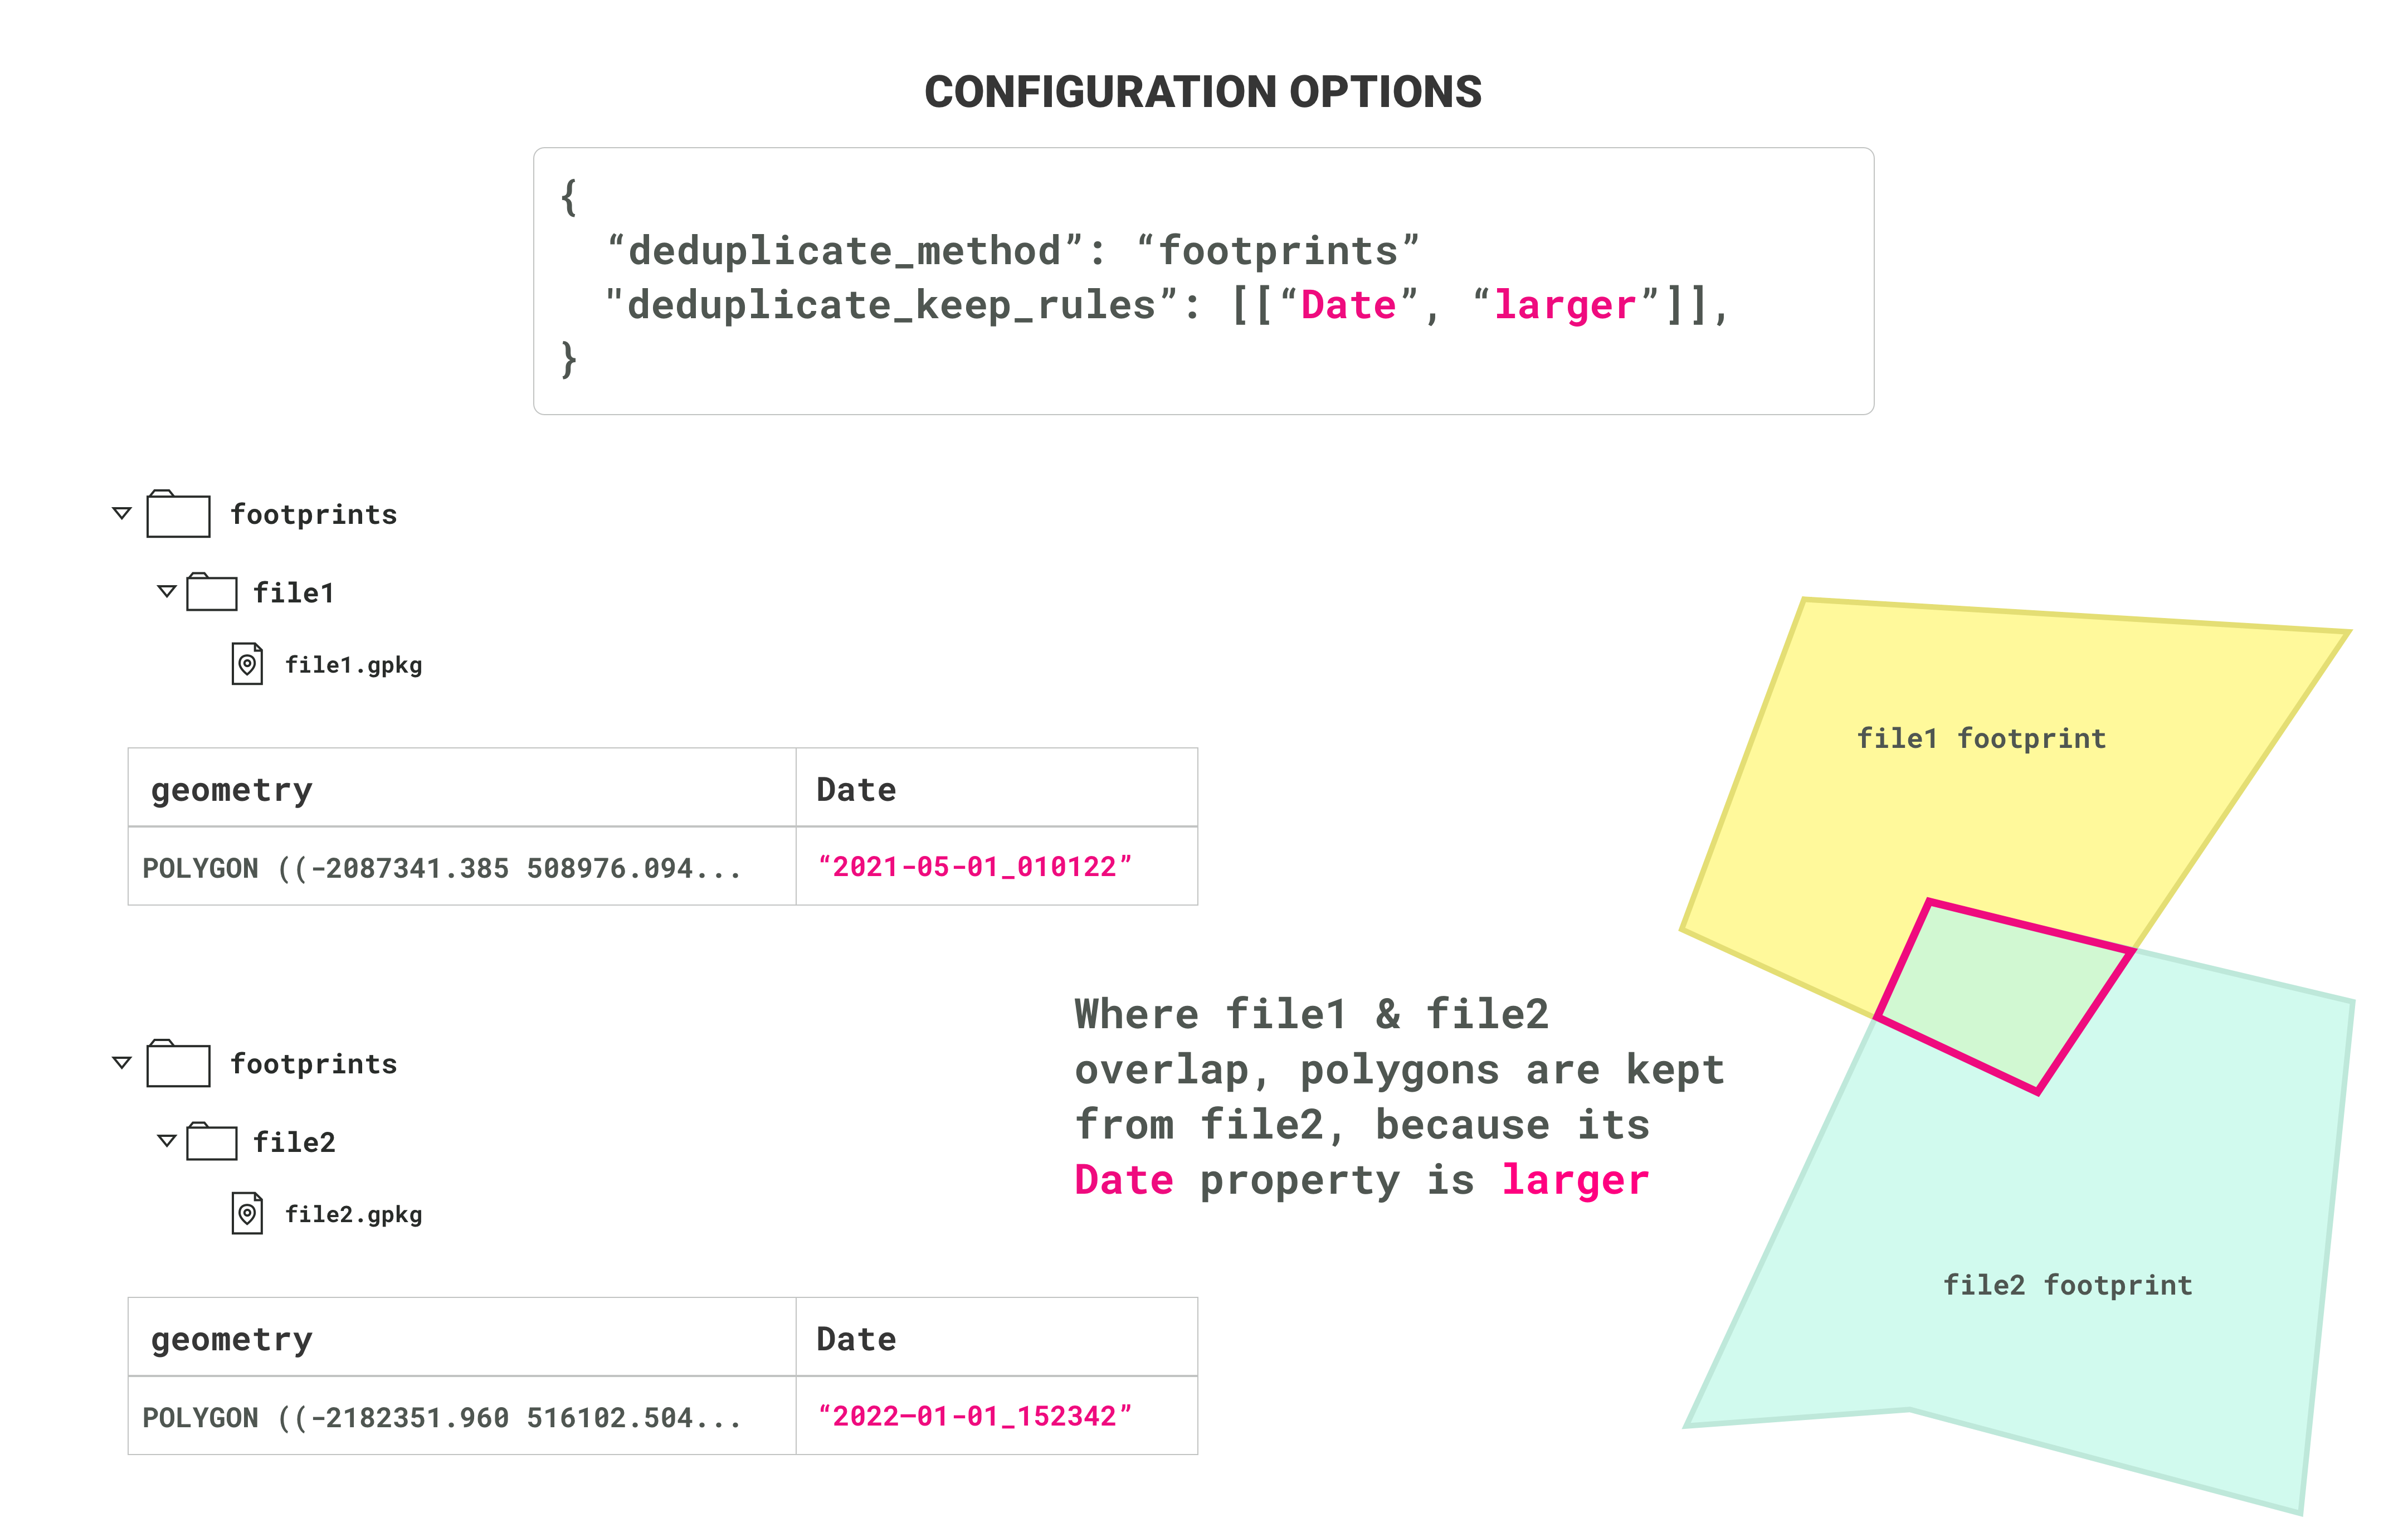 CONFIGURATION OPTIONS
{
“deduplicate_method”: “footprints”
"deduplicate_keep_rules”: [[“Date”, “larger”]],
}
footprints
file1
file1.gpkg
geometry Date
POLYGON ((-2087341.385 508976.094... “2021-05-01_010122”
file1 footprint
Where file1 & file2
overlap, polygons are kept
from file2, because its
Date property is larger
footprints
file2
file2.gpkg
geometry Date
POLYGON ((-2182351.960 516102.504... “2022–01-01_152342”
file2 footprint